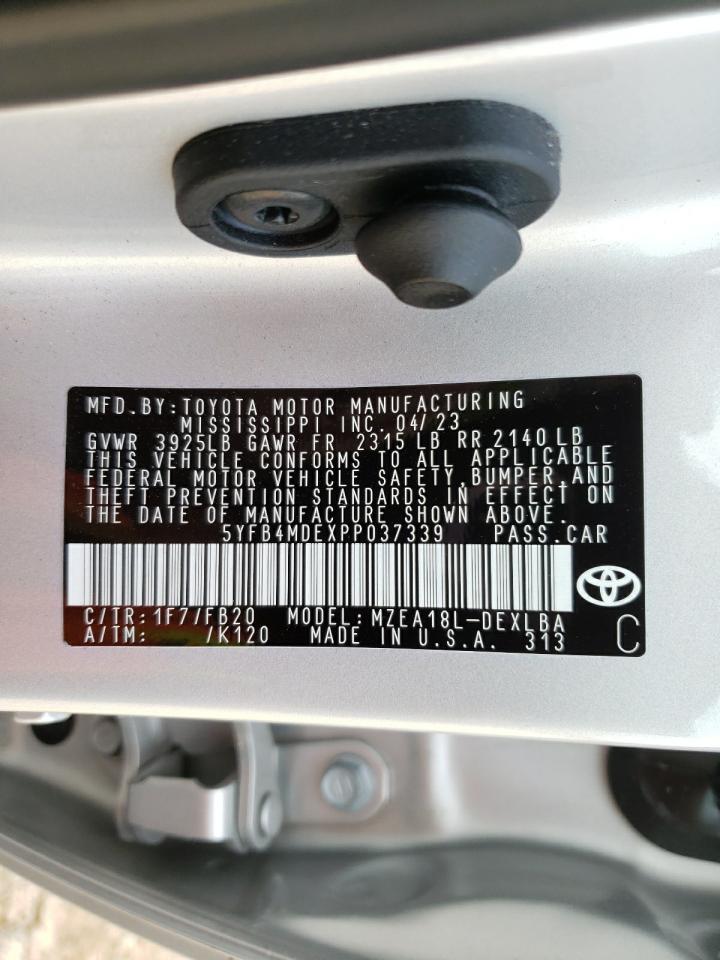 MFD.BY:TOYOTA MOTOR MANUFACTURING
MISSISSIPPI INC. 04/23
GVWR 3925LB GAWR FR 2315LB RR 2140LB
THIS VEHICLE CONFORMS TO ALL APPLICABLE
FEDERAL MOTOR VEHICLE SAFETY,BUMPER,AND
THEFT PREVENTION STANDARDS IN EFFECT ON
THE DATE OF MANUFACTURE SHOWN ABOVE.
5YFB4MDEXPP037339 PASS.CAR
C/TR:1F7/FB20 MODEL:MZEA18L-DEXLBA
A/TM: /K120 MADE IN U.S.A. 313
C